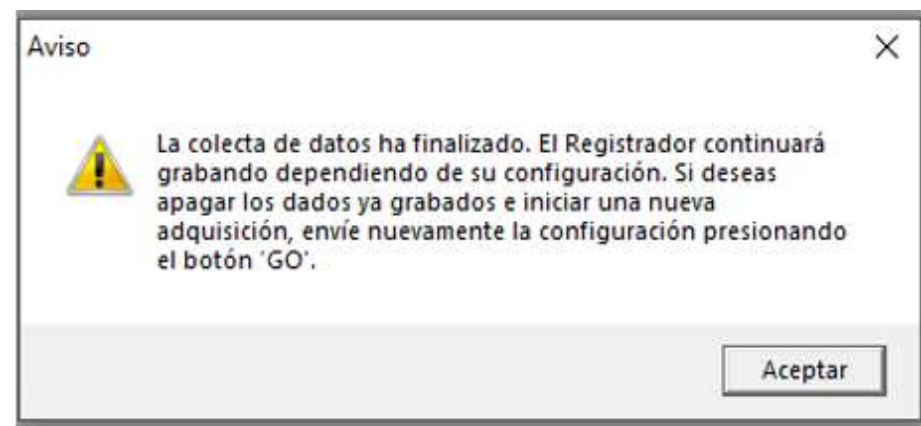 Aviso
La colecta de datos ha finalizado. El Registrador continuará
grabando dependiendo de su configuración. Si deseas
apagar los dados ya grabados e iniciar una nueva
adquisición, envíe nuevamente la configuración presionando
el botón 'GO'.
Aceptar